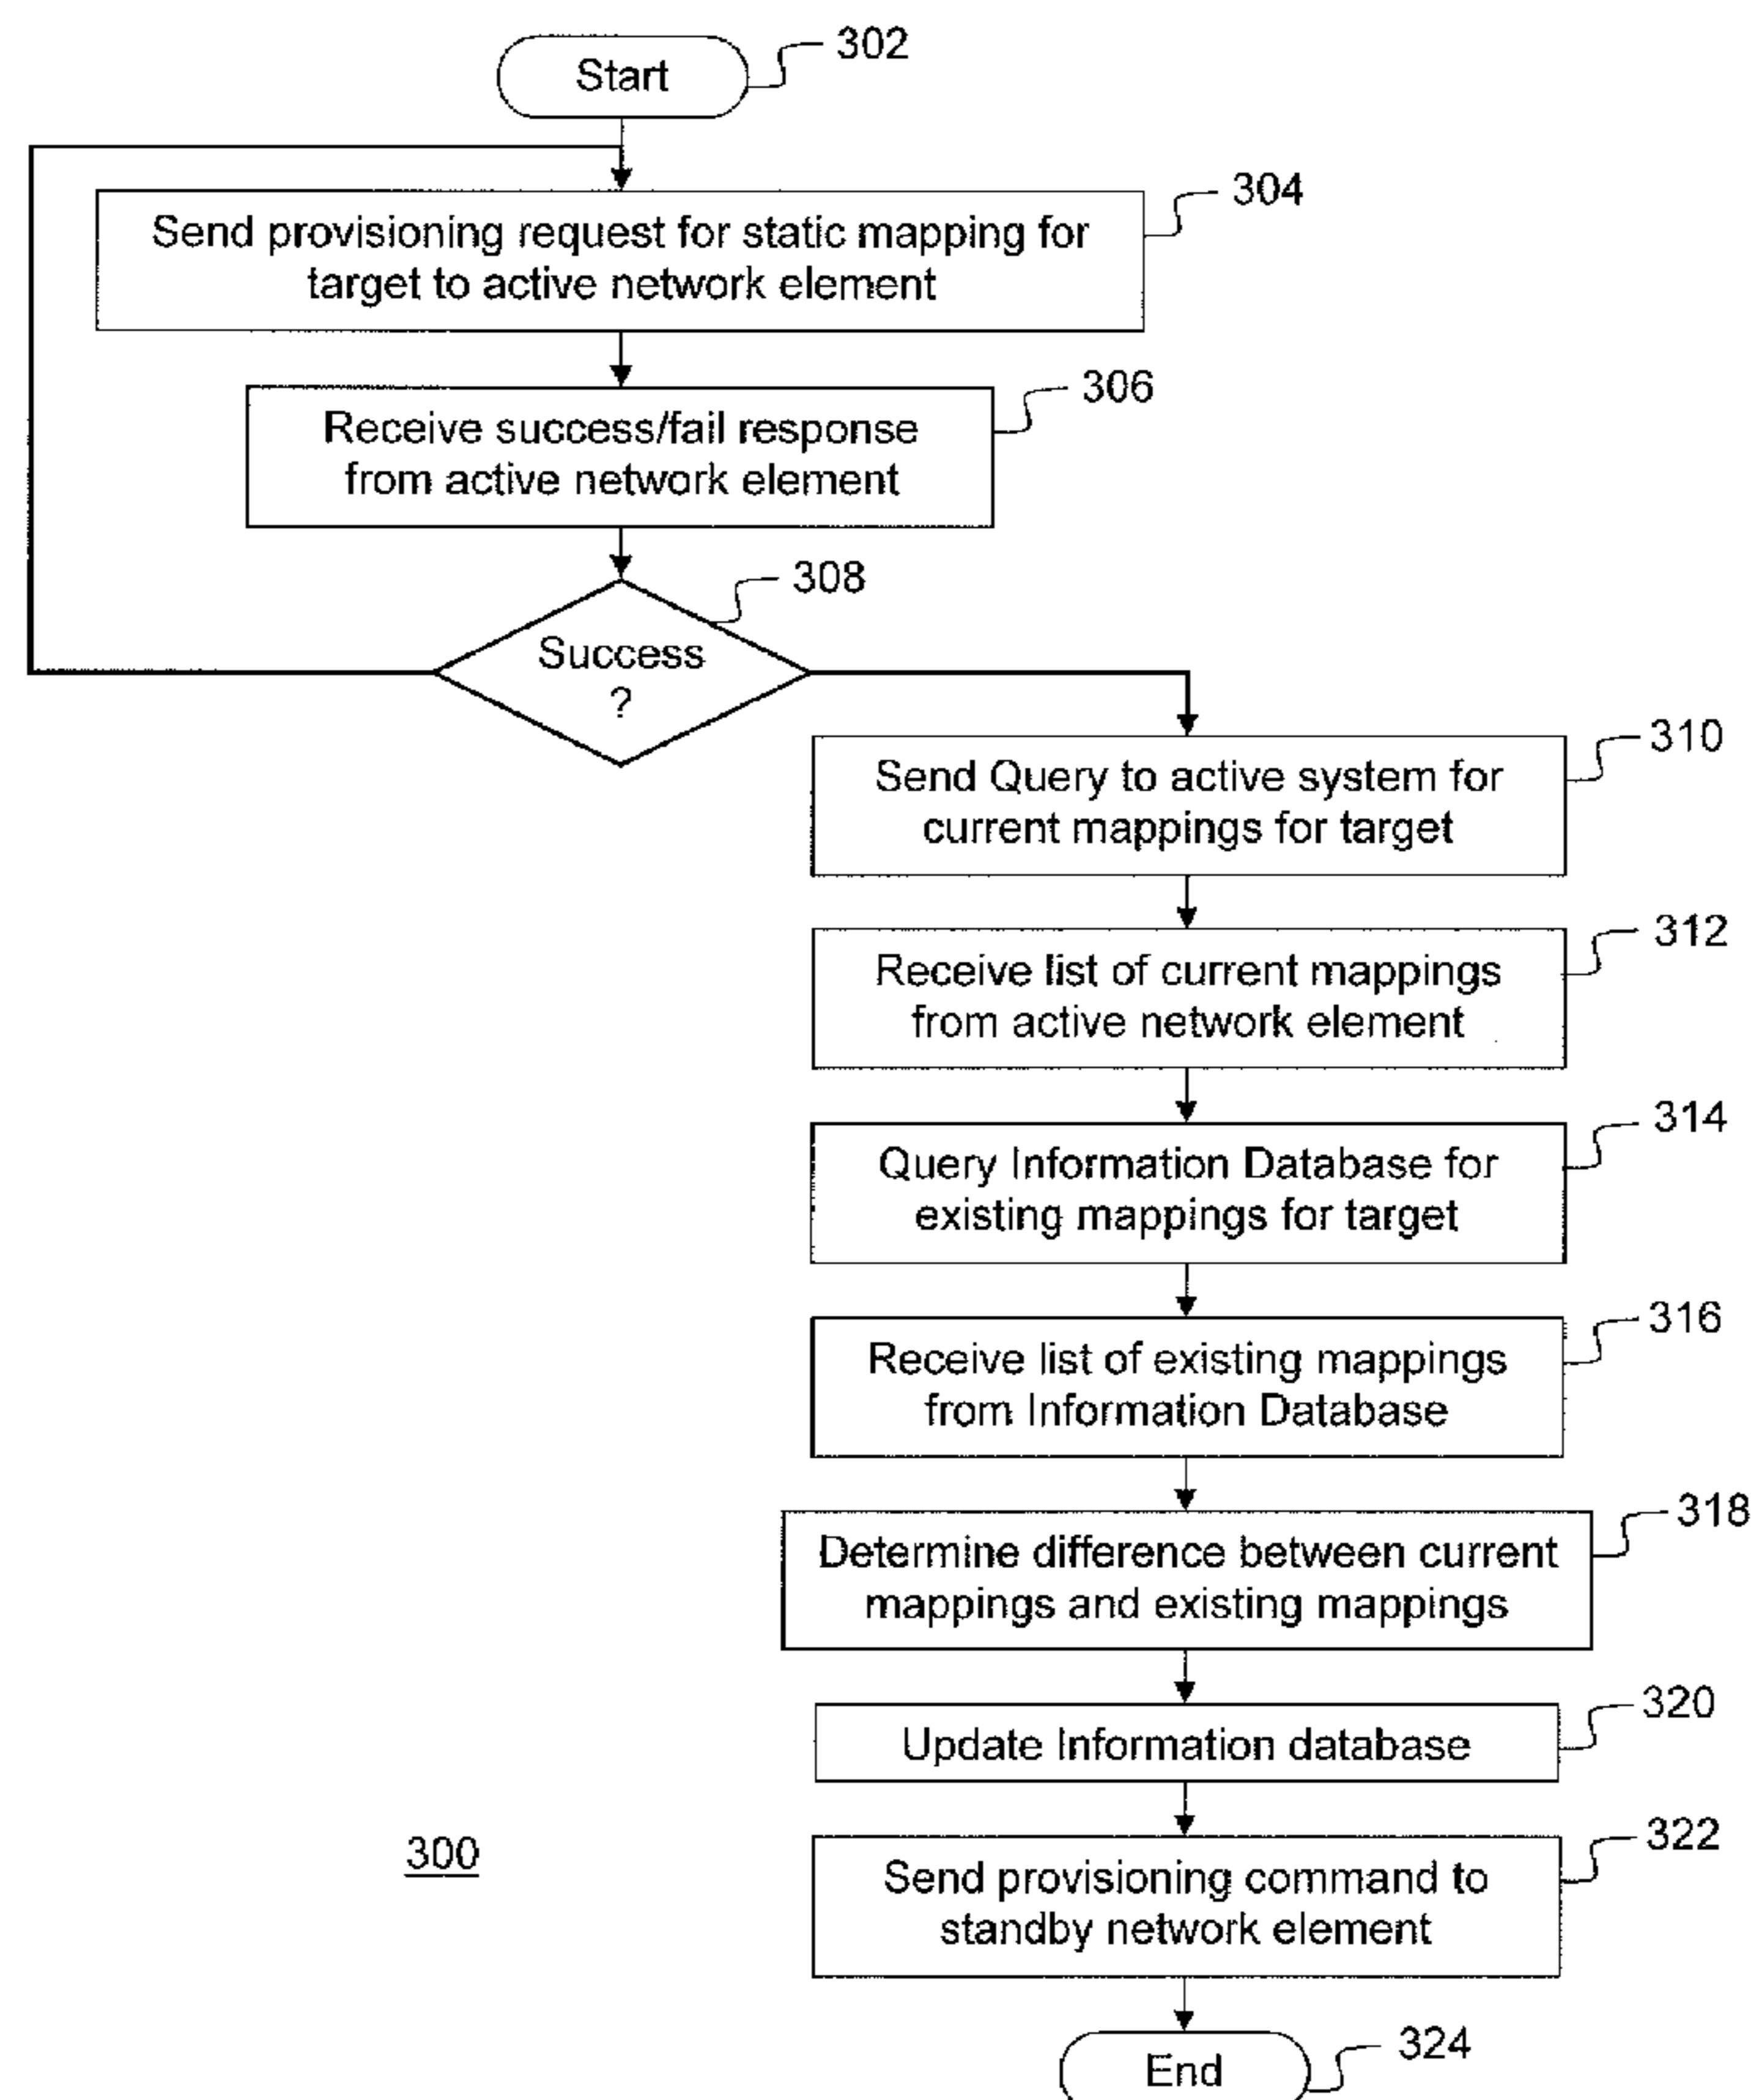 Start
302
Send provisioning request for static mapping for
target to active network element
304
Receive success/fail response
from active network element
306
Success
?
308
Send Query to active system for
current mappings for target
310
Receive list of current mappings
from active network element
312
Query Information Database for
existing mappings for target
314
Receive list of existing mappings
from Information Database
316
Determine difference between current
mappings and existing mappings
318
Update Information database
320
Send provisioning command to
standby network element
322
300
End
324